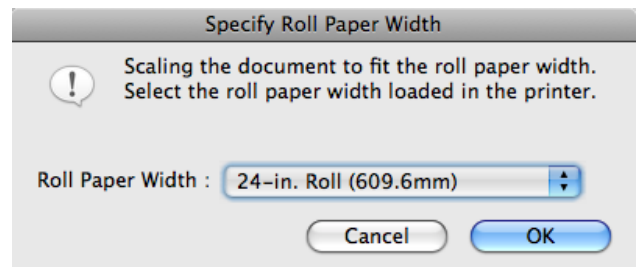 Specify Roll Paper Width
Scaling the document to fit the roll paper width.
Select the roll paper width loaded in the printer.
Roll Paper Width : 24-in. Roll (609.6mm)
Cancel OK